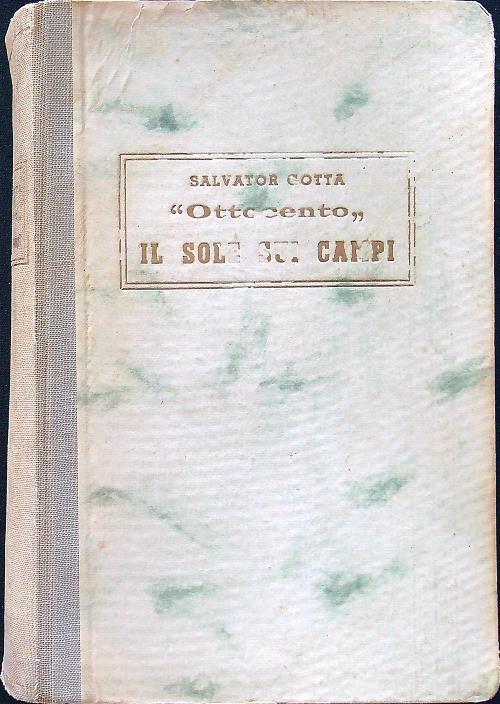 SALVATOR GOTTA
“Ottocento„
IL SOLE SUI CAMPI